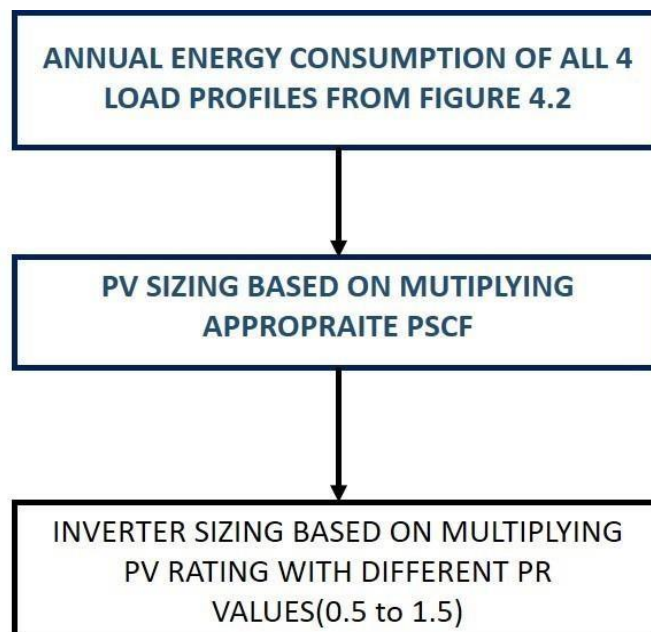 ANNUAL ENERGY CONSUMPTION OF ALL 4
LOAD PROFILES FROM FIGURE 4.2
PV SIZING BASED ON MUTIPLYING
APPROPRAITE PSCF
INVERTER SIZING BASED ON MULTIPLYING
PV RATING WITH DIFFERENT PR
VALUES(0.5 to 1.5)